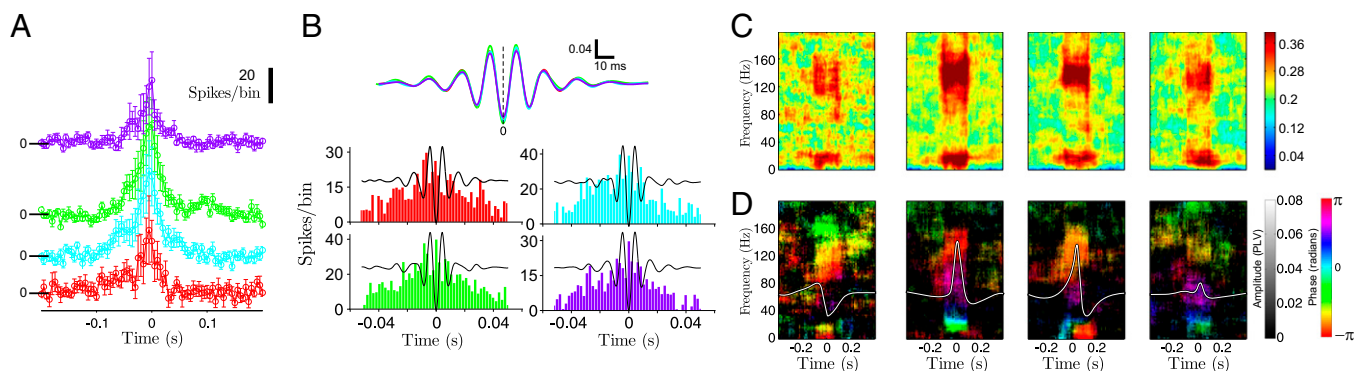 A
20
Spikes/bin
0
0
0
0
-0.1
0
0.1
Time (s)
B
0.04
10 ms
0
Spikes/bin
30
15
0
40
20
0
40
20
0
30
15
0
-0.04
0
0.04
-0.04
0
0.04
Time (s)
Time (s)
C
Frequency (Hz)
160
120
80
40
0
0.36
0.28
0.20
0.12
0.04
D
Frequency (Hz)
160
120
80
40
0
-0.2 0 0.2
-0.2 0 0.2
-0.2 0 0.2
-0.2 0 0.2
Time (s)
Time (s)
Time (s)
Time (s)
0.08
0.06
0.04
0.02
0
Amplitude (PLV)
π
0
−π
Phase (radians)